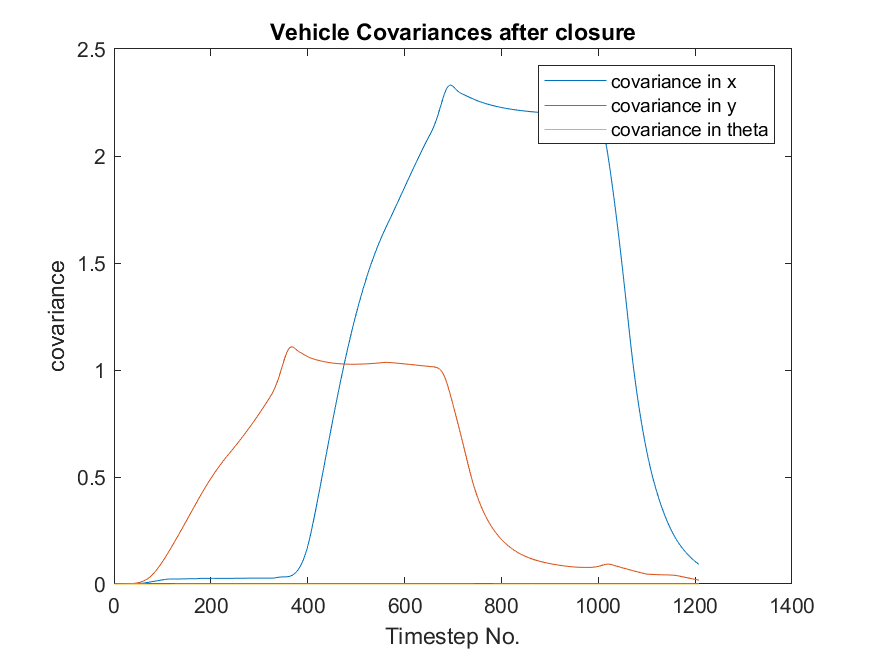 Vehicle Covariances after closure
2.5
2
1.5
1
0.5
0
covariance
covariance in x
covariance in y
covariance in theta
0
200
400
600
800
1000
1200
1400
Timestep No.